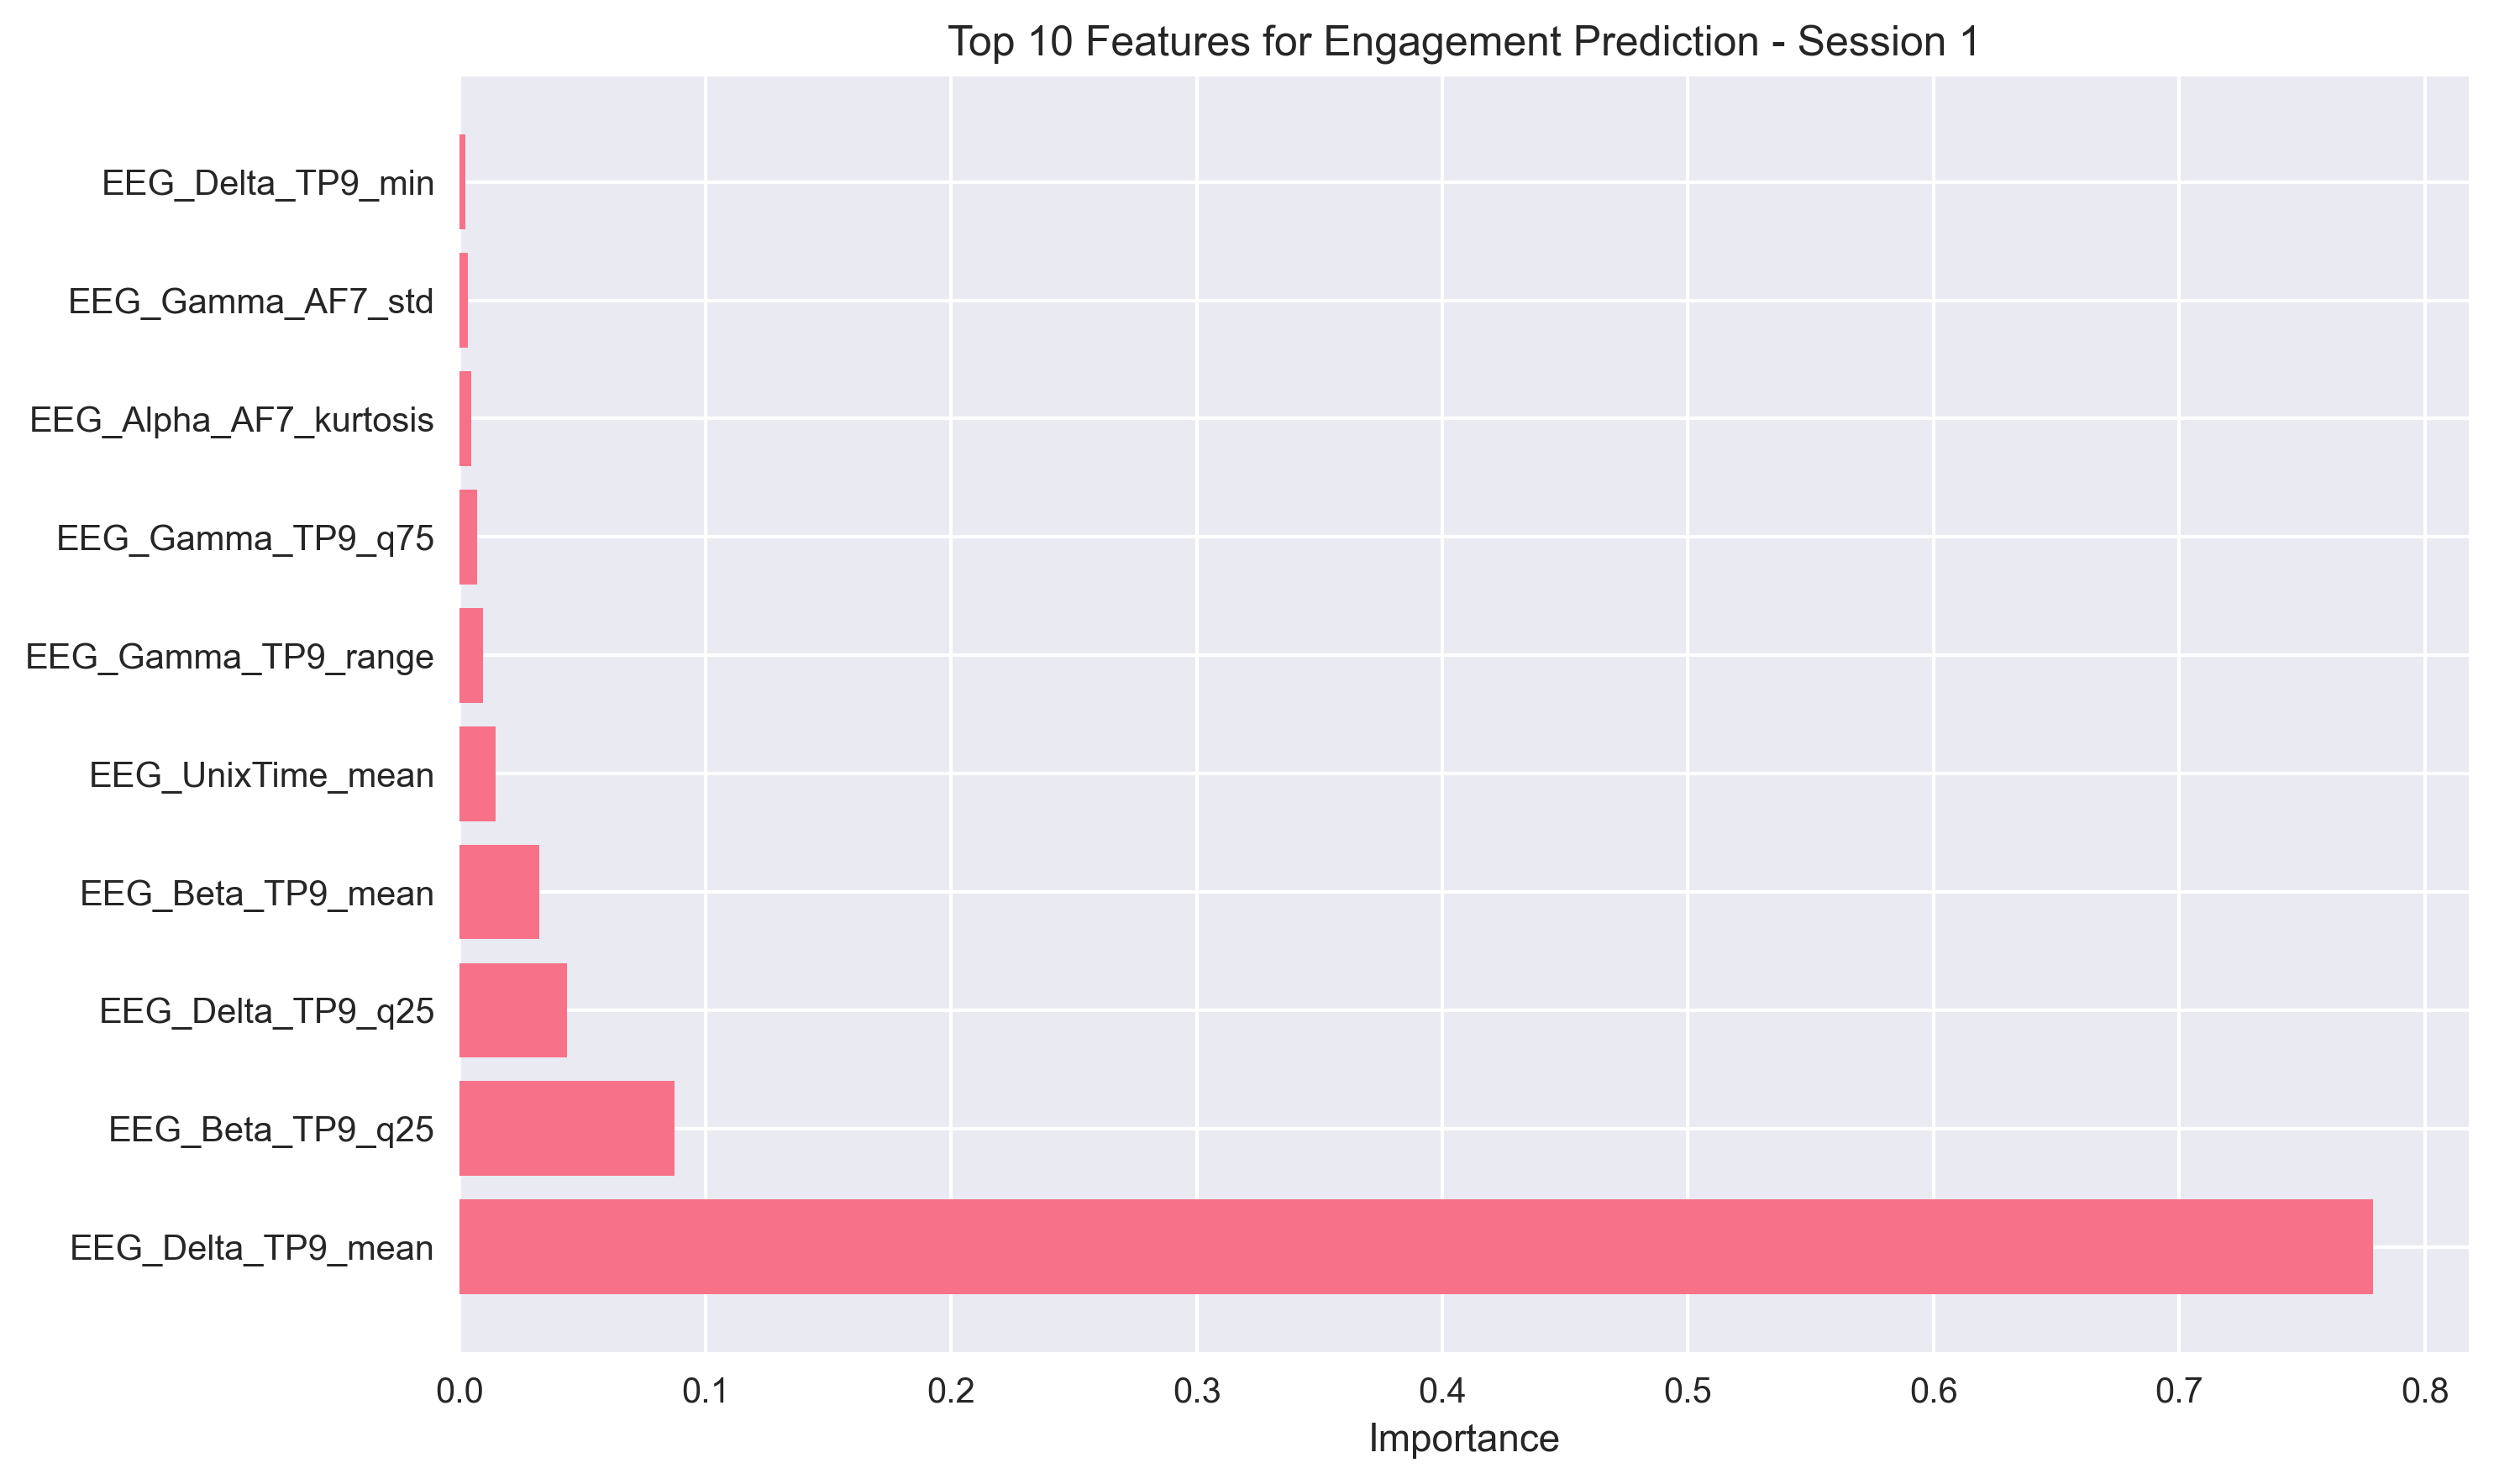 Top 10 Features for Engagement Prediction - Session 1
EEG_Delta_TP9_min
EEG_Gamma_AF7_std
EEG_Alpha_AF7_kurtosis
EEG_Gamma_TP9_q75
EEG_Gamma_TP9_range
EEG_UnixTime_mean
EEG_Beta_TP9_mean
EEG_Delta_TP9_q25
EEG_Beta_TP9_q25
EEG_Delta_TP9_mean
0.0 0.1 0.2 0.3 0.4 0.5 0.6 0.7 0.8
Importance